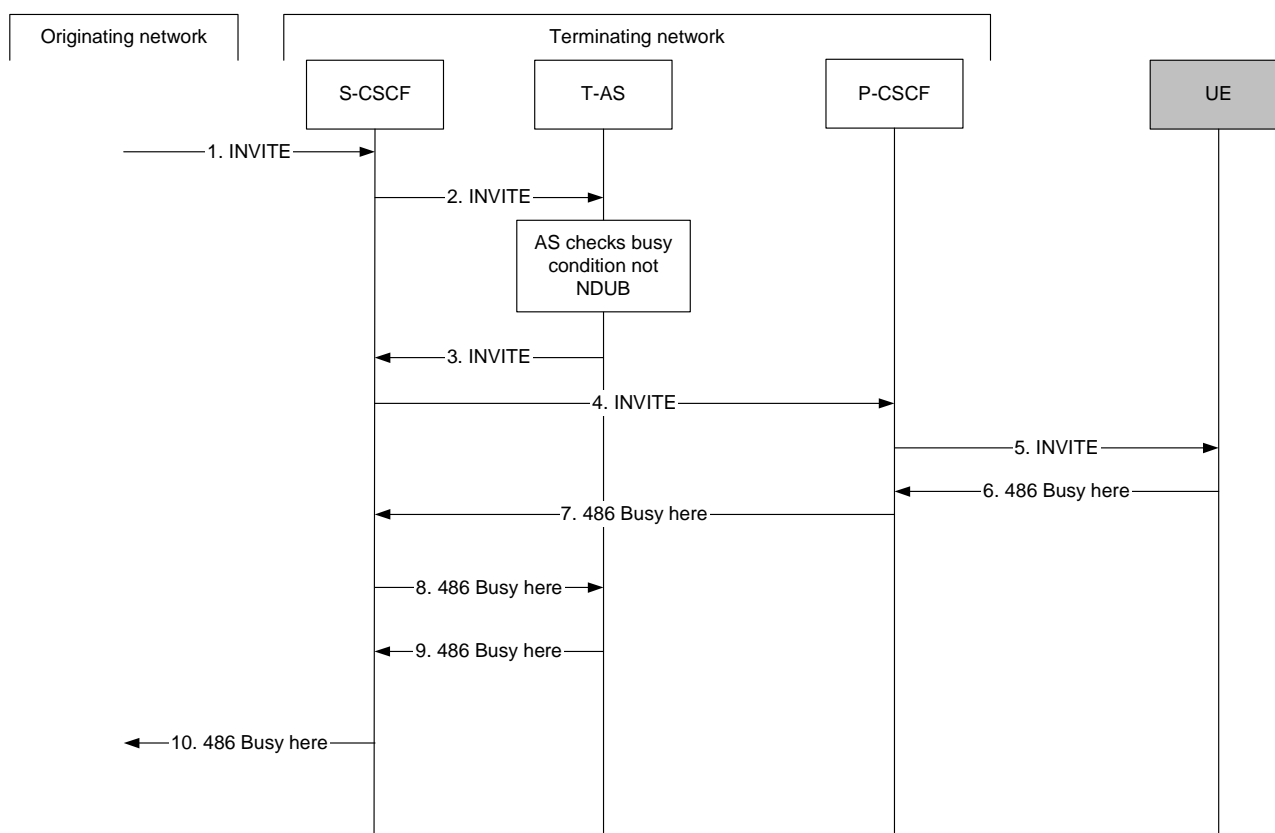 Originating network
Terminating network
S-CSCF
T-AS
P-CSCF
UE
1. INVITE
2. INVITE
AS checks busy
condition not
NDUB
3. INVITE
4. INVITE
5. INVITE
6. 486 Busy here
7. 486 Busy here
8. 486 Busy here
9. 486 Busy here
10. 486 Busy here